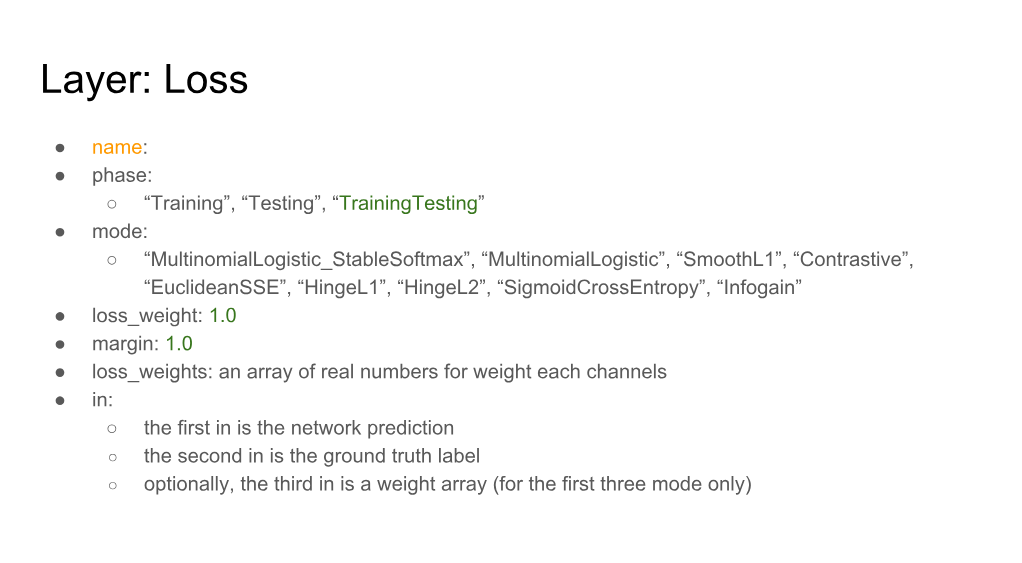 Layer: Loss
● name:
● phase:
○ “Training”, “Testing”, “TrainingTesting”
● mode:
○ “MultinomialLogistic_StableSoftmax”, “MultinomialLogistic”, “SmoothL1”, “Contrastive”,
“EuclideanSSE”, “HingeL1”, “HingeL2”, “SigmoidCrossEntropy”, “Infogain”
● loss_weight: 1.0
● margin: 1.0
● loss_weights: an array of real numbers for weight each channels
● in:
○ the first in is the network prediction
○ the second in is the ground truth label
○ optionally, the third in is a weight array (for the first three mode only)